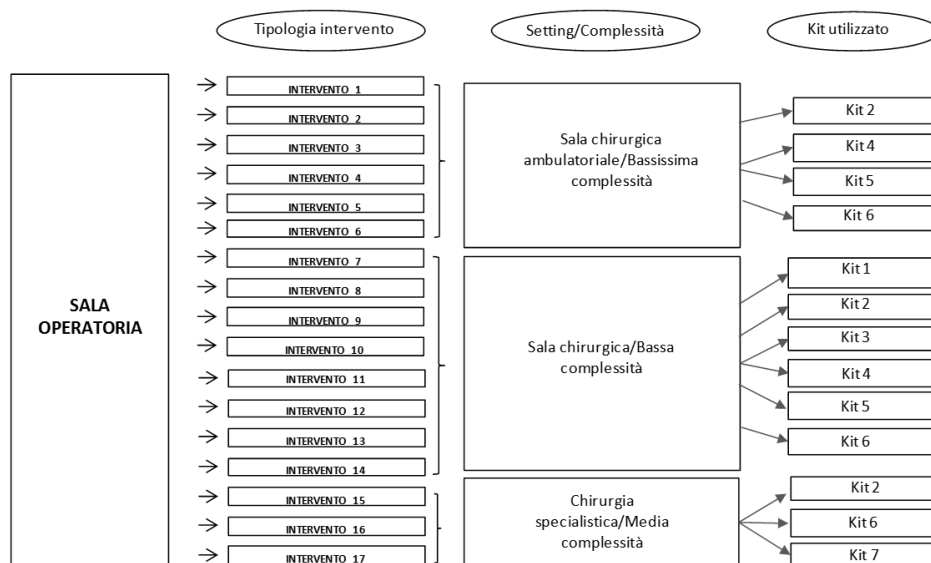 Tipologia intervento
Setting/Complessità
Kit utilizzato
SALA
OPERATORIA
INTERVENTO 1
INTERVENTO 2
INTERVENTO 3
INTERVENTO 4
INTERVENTO 5
INTERVENTO 6
INTERVENTO 7
INTERVENTO 8
INTERVENTO 9
INTERVENTO 10
INTERVENTO 11
INTERVENTO 12
INTERVENTO 13
INTERVENTO 14
INTERVENTO 15
INTERVENTO 16
INTERVENTO 17
Sala chirurgica
ambulatoriale/Bassissima
complessità
Kit 2
Kit 4
Kit 5
Kit 6
Sala chirurgica/Bassa
complessità
Kit 1
Kit 2
Kit 3
Kit 4
Kit 5
Kit 6
Chirurgia
specialistica/Media
complessità
Kit 2
Kit 6
Kit 7